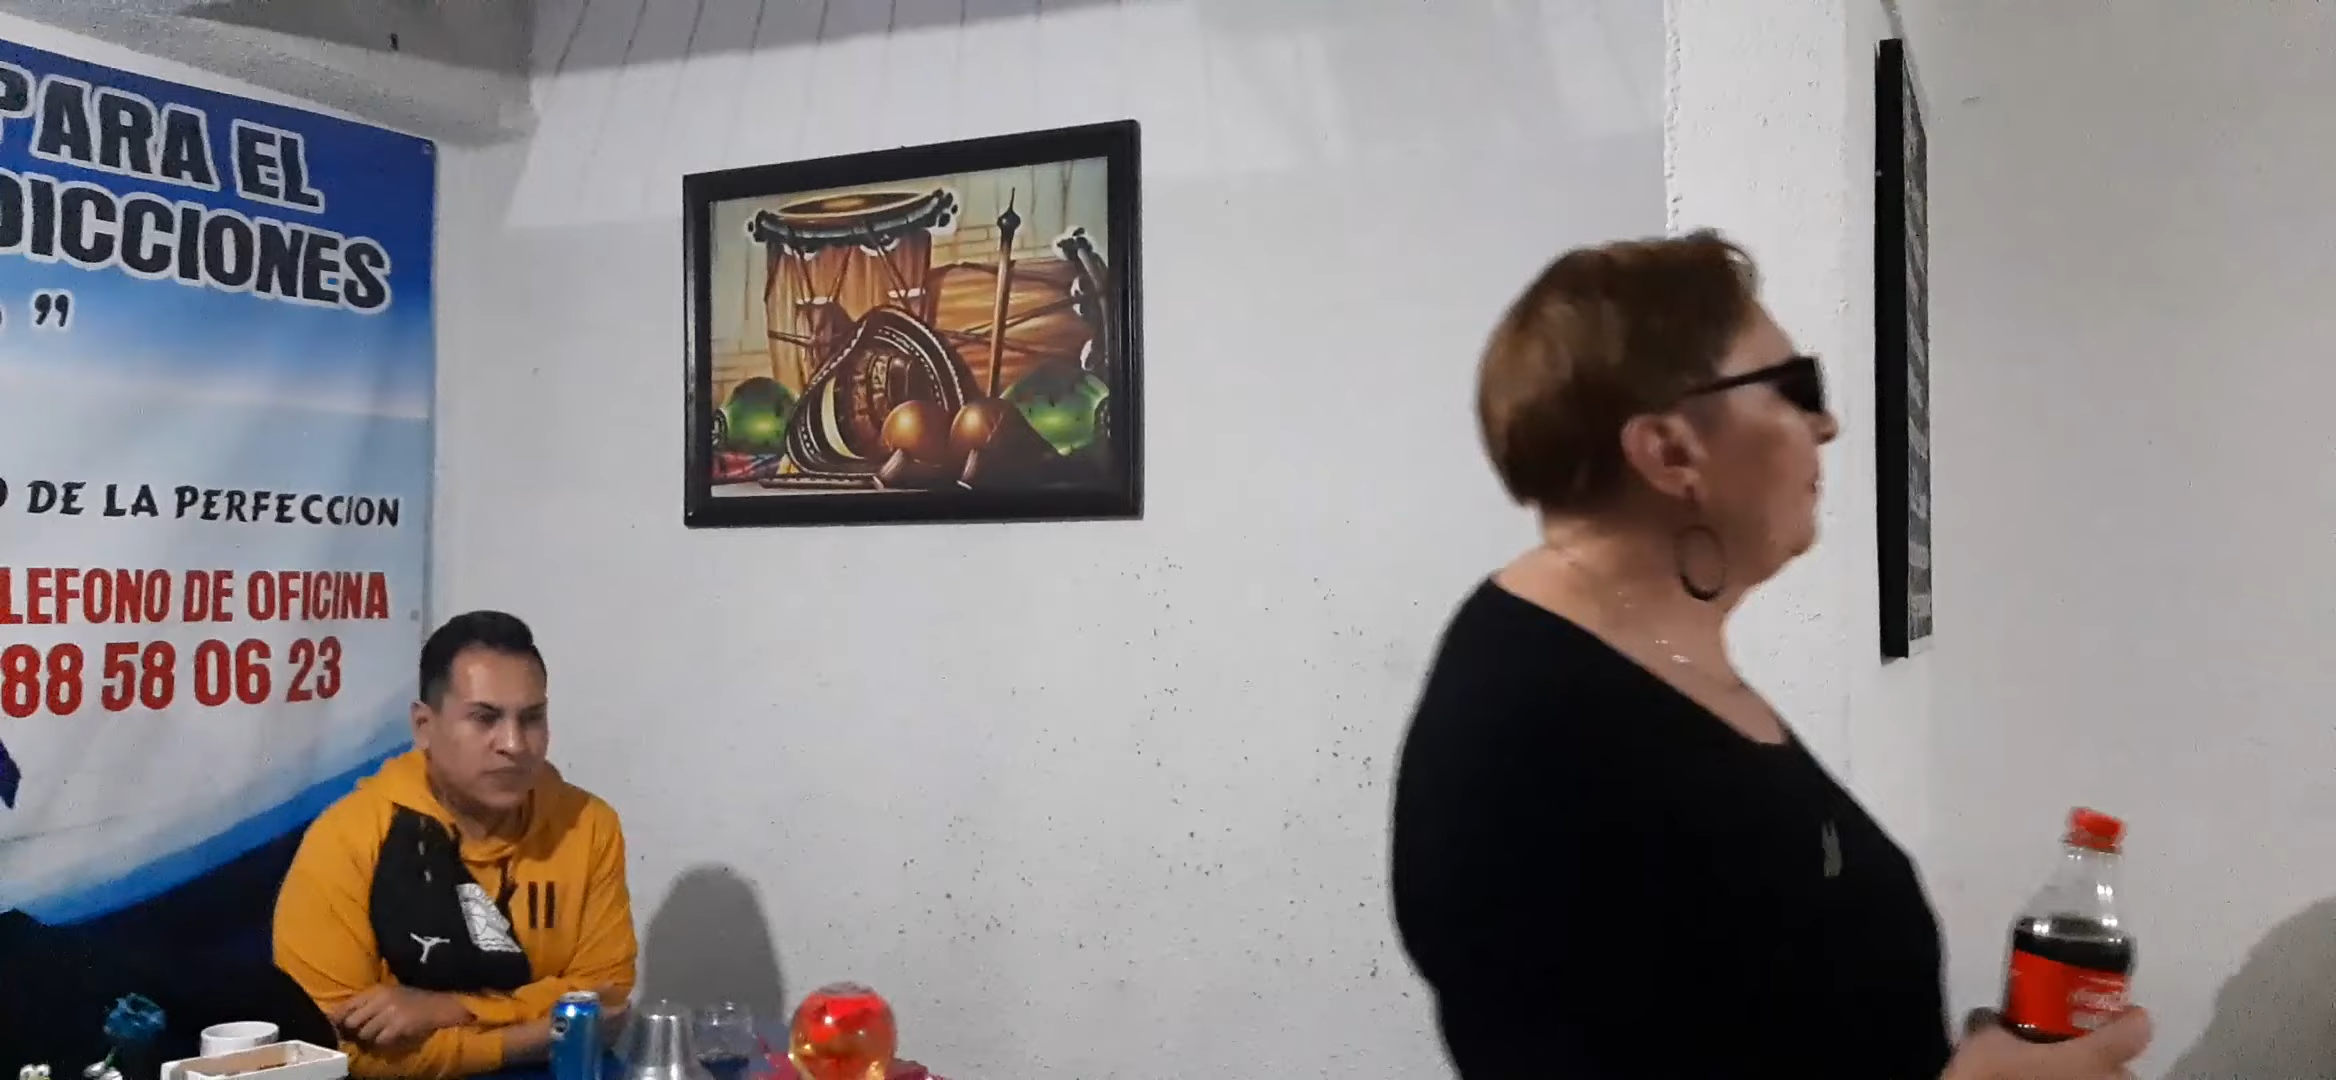 PARA EL
DICCIONES
”
DE LA PERFECCION
LEFONO DE OFICINA
88 58 06 23